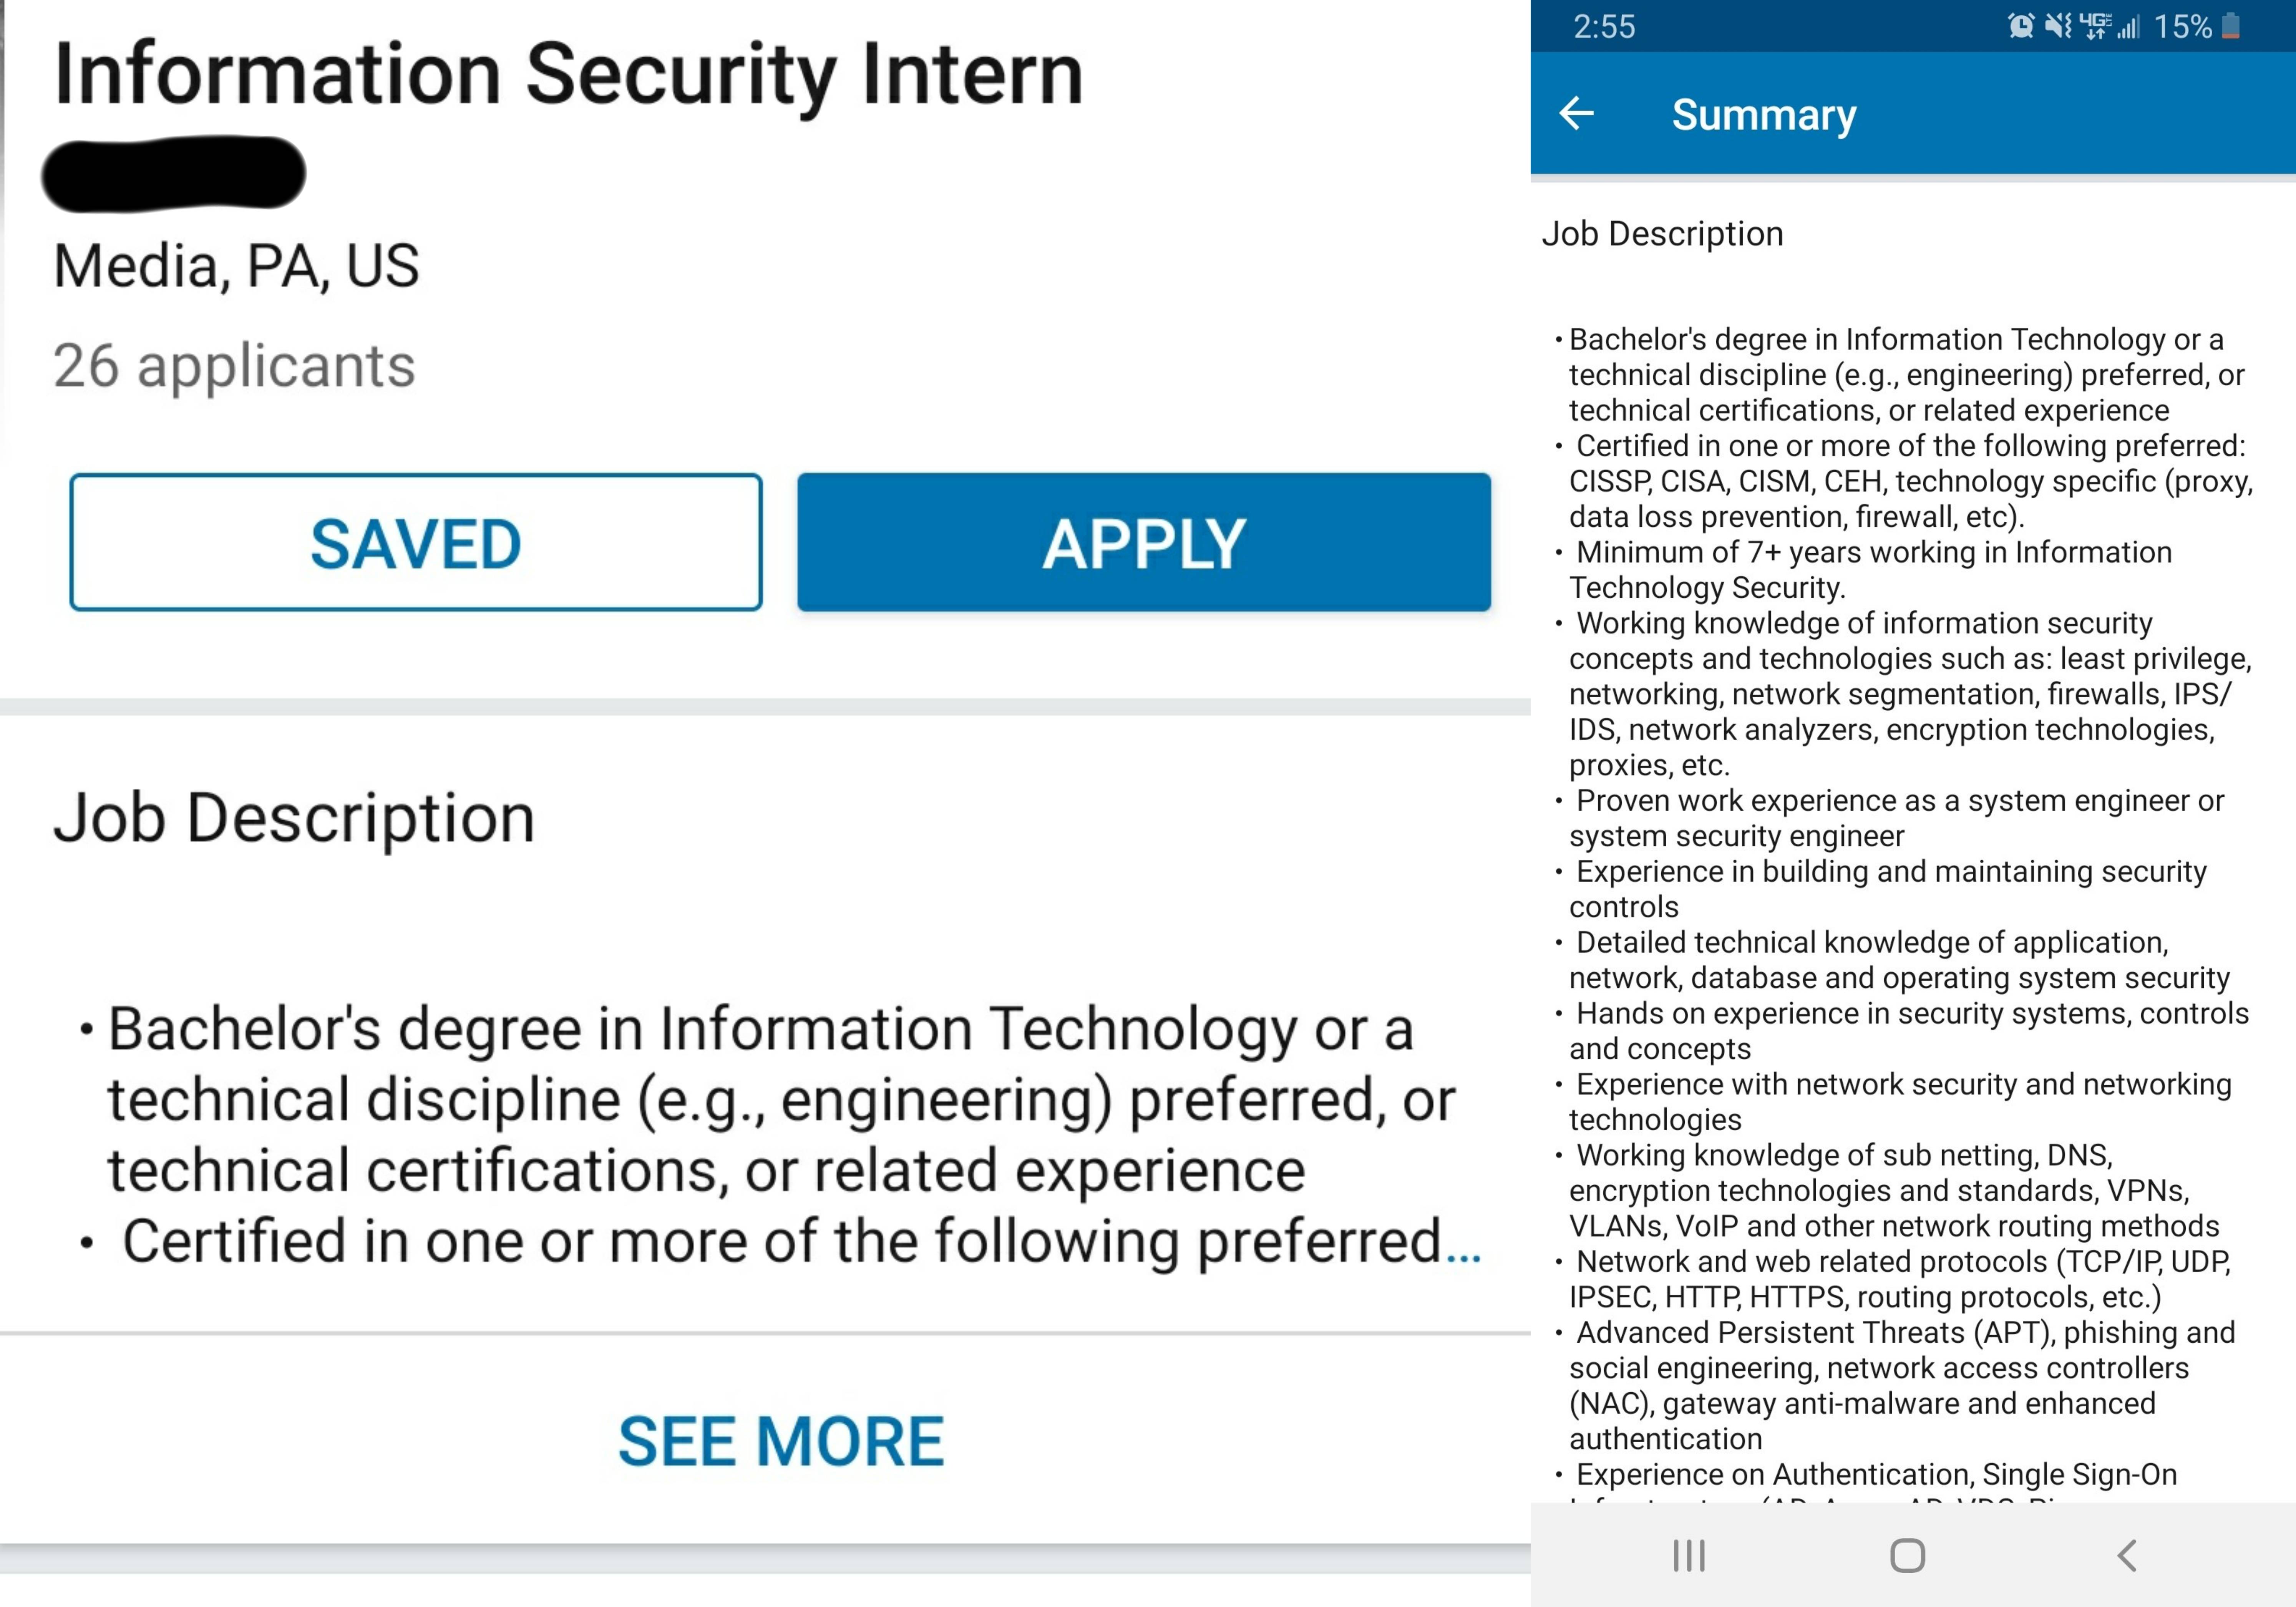 Information Security Intern
Media, PA, US
26 applicants
SAVED
APPLY
Job Description
• Bachelor's degree in Information Technology or a
technical discipline (e.g., engineering) preferred, or
technical certifications, or related experience
• Certified in one or more of the following preferred...
SEE MORE
2:55
4G LTE 15%
Summary
Job Description
• Bachelor's degree in Information Technology or a
technical discipline (e.g., engineering) preferred, or
technical certifications, or related experience
• Certified in one or more of the following preferred:
CISSP, CISA, CISM, CEH, technology specific (proxy,
data loss prevention, firewall, etc).
• Minimum of 7+ years working in Information
Technology Security.
• Working knowledge of information security
concepts and technologies such as: least privilege,
networking, network segmentation, firewalls, IPS/
IDS, network analyzers, encryption technologies,
proxies, etc.
• Proven work experience as a system engineer or
system security engineer
• Experience in building and maintaining security
controls
• Detailed technical knowledge of application,
network, database and operating system security
• Hands on experience in security systems, controls
and concepts
• Experience with network security and networking
technologies
• Working knowledge of sub netting, DNS,
encryption technologies and standards, VPNs,
VLANs, VoIP and other network routing methods
• Network and web related protocols (TCP/IP, UDP,
IPSEC, HTTP, HTTPS, routing protocols, etc.)
• Advanced Persistent Threats (APT), phishing and
social engineering, network access controllers
(NAC), gateway anti-malware and enhanced
authentication
• Experience on Authentication, Single Sign-On